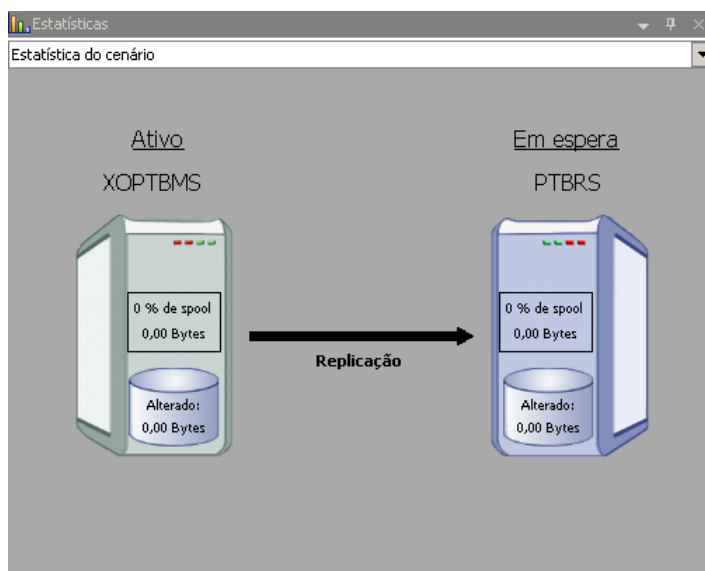 Estatísticas
Estatística do cenário
Ativo
Em espera
XOPTBMS
PTBRS
0 % de spool
0,00 Bytes
0 % de spool
0,00 Bytes
Replicação
Alterado:
0,00 Bytes
Alterado:
0,00 Bytes